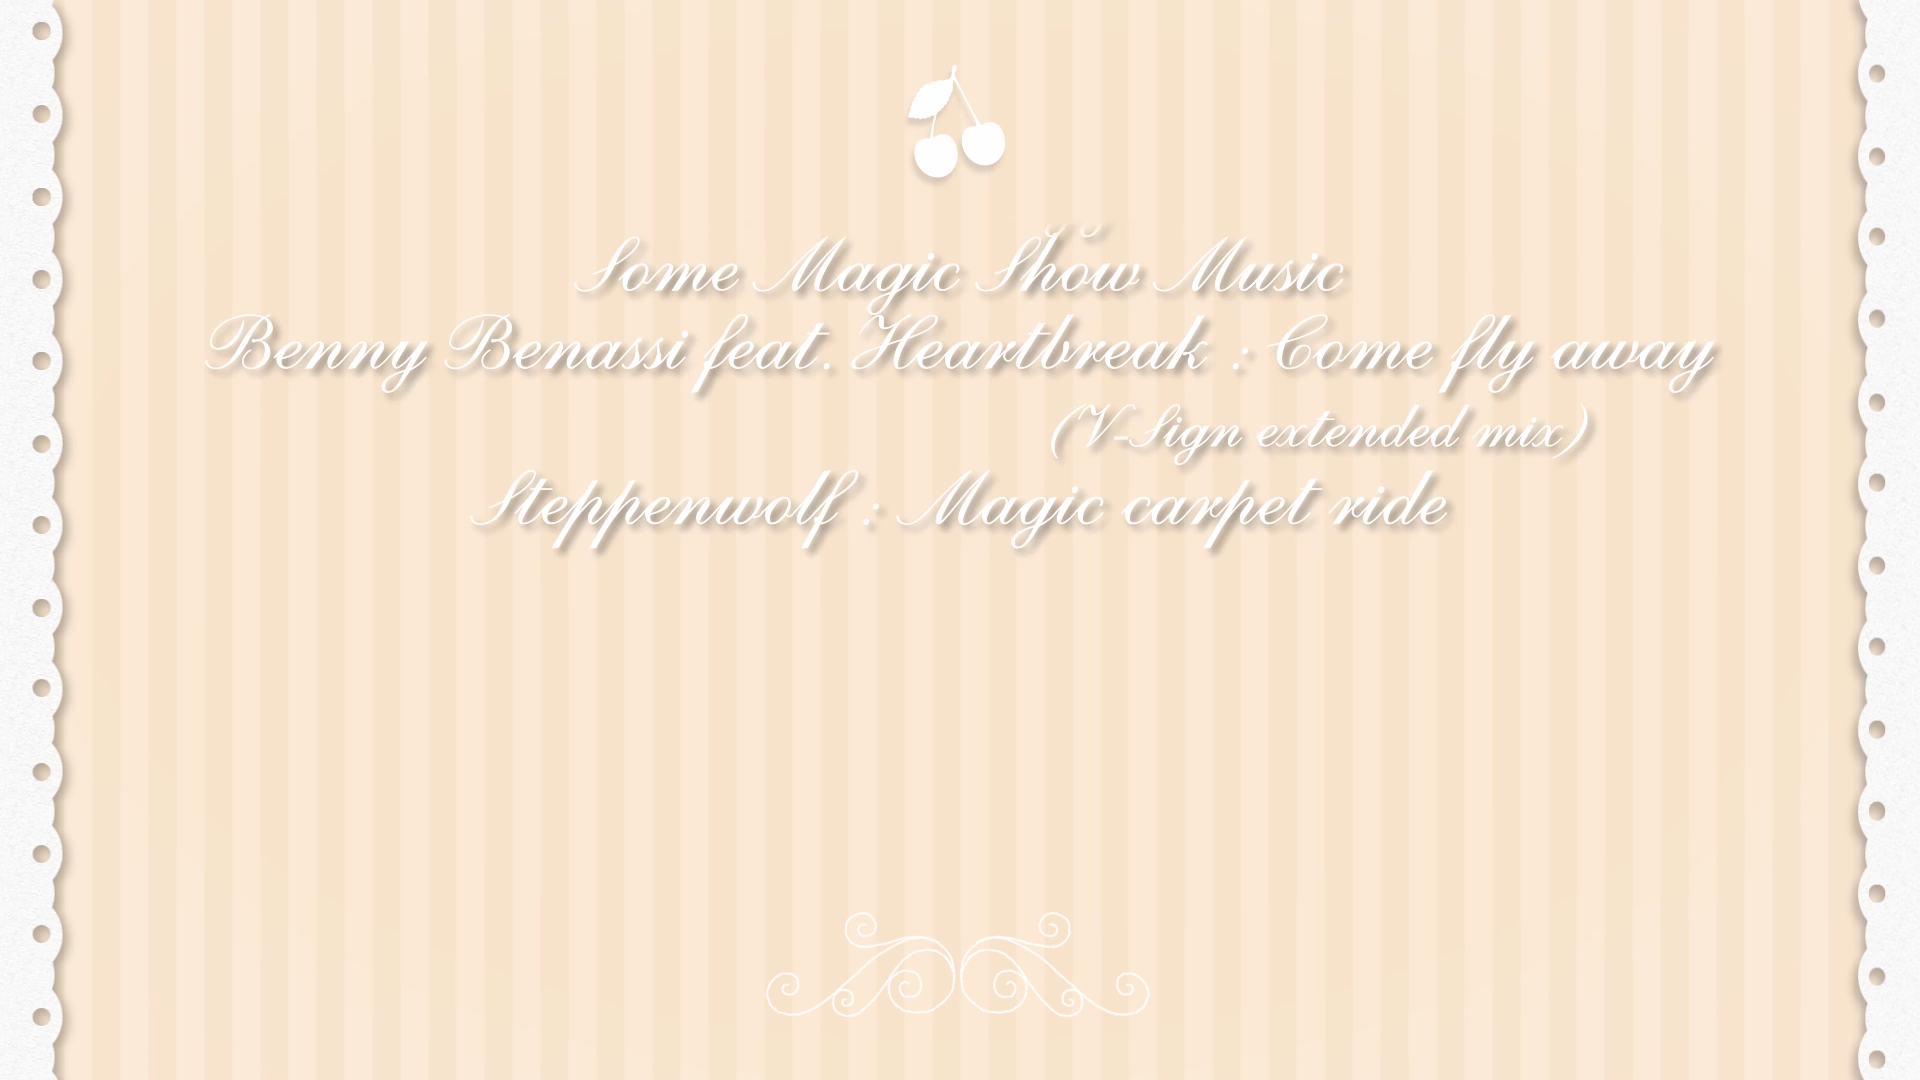 Some Magic Show Music
Benny Benassi feat. Heartbreak : Come fly away
(V-Sign extended mix)
Steppenwolf : Magic carpet ride